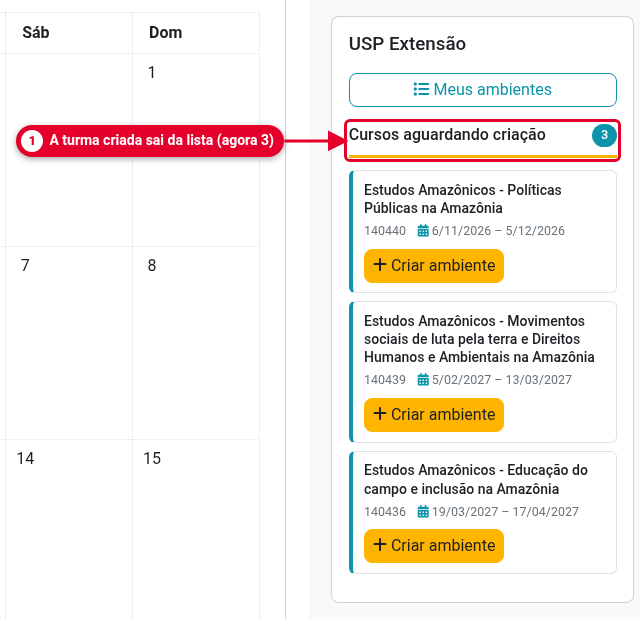 Sáb Dom
1
7 8
14 15
1 A turma criada sai da lista (agora 3)
USP Extensão
Meus ambientes
Cursos aguardando criação 3
Estudos Amazônicos - Políticas
Públicas na Amazônia
140440 6/11/2026 – 5/12/2026
+ Criar ambiente
Estudos Amazônicos - Movimentos
sociais de luta pela terra e Direitos
Humanos e Ambientais na Amazônia
140439 5/02/2027 – 13/03/2027
+ Criar ambiente
Estudos Amazônicos - Educação do
campo e inclusão na Amazônia
140436 19/03/2027 – 17/04/2027
+ Criar ambiente